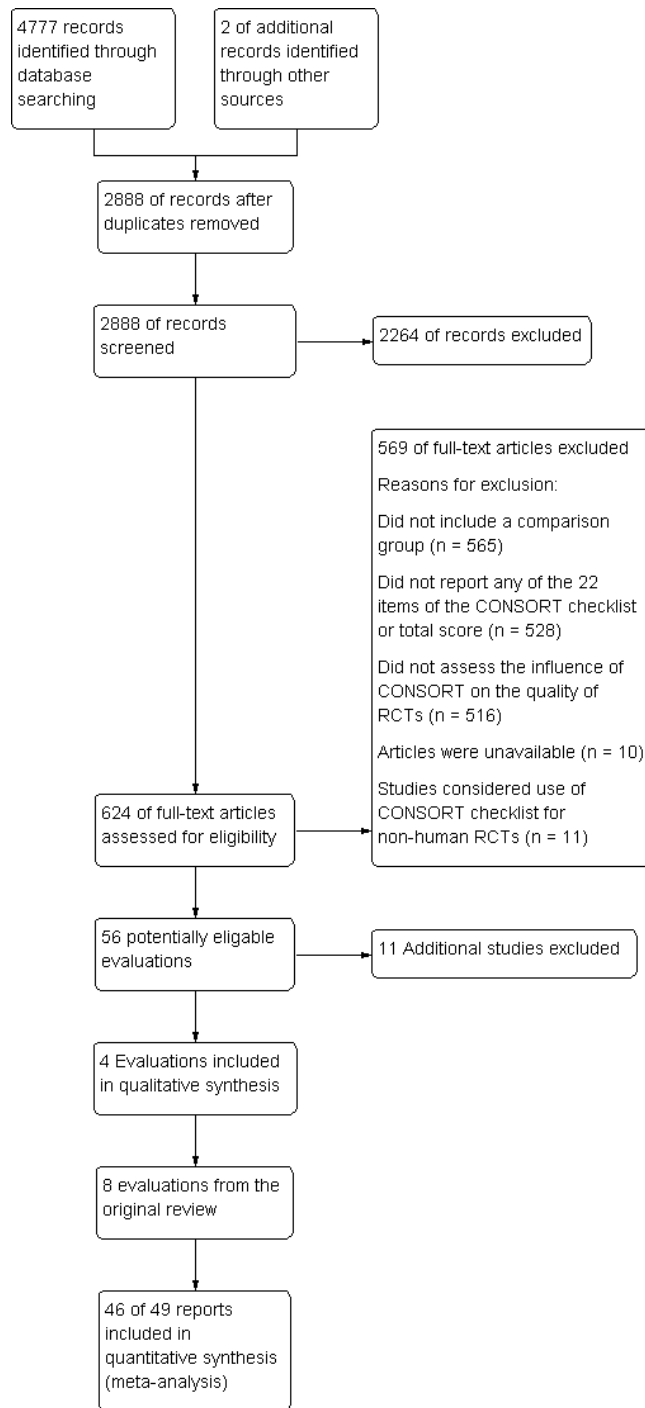 4777 records
identified through
database
searching
2 of additional
records identified
through other
sources
2888 of records after
duplicates removed
2888 of records
screened
2264 of records excluded
569 of full-text articles excluded
Reasons for exclusion:
Did not include a comparison
group (n = 565)
Did not report any of the 22
items of the CONSORT checklist
or total score (n = 528)
Did not assess the influence of
CONSORT on the quality of
RCTs (n = 516)
Articles were unavailable (n = 10)
Studies considered use of
CONSORT checklist for
non-human RCTs (n = 11)
624 of full-text articles
assessed for eligibility
56 potentially eligable
evaluations
11 Additional studies excluded
4 Evaluations included
in qualitative synthesis
8 evaluations from the
original review
46 of 49 reports
included in
quantitative synthesis
(meta-analysis)